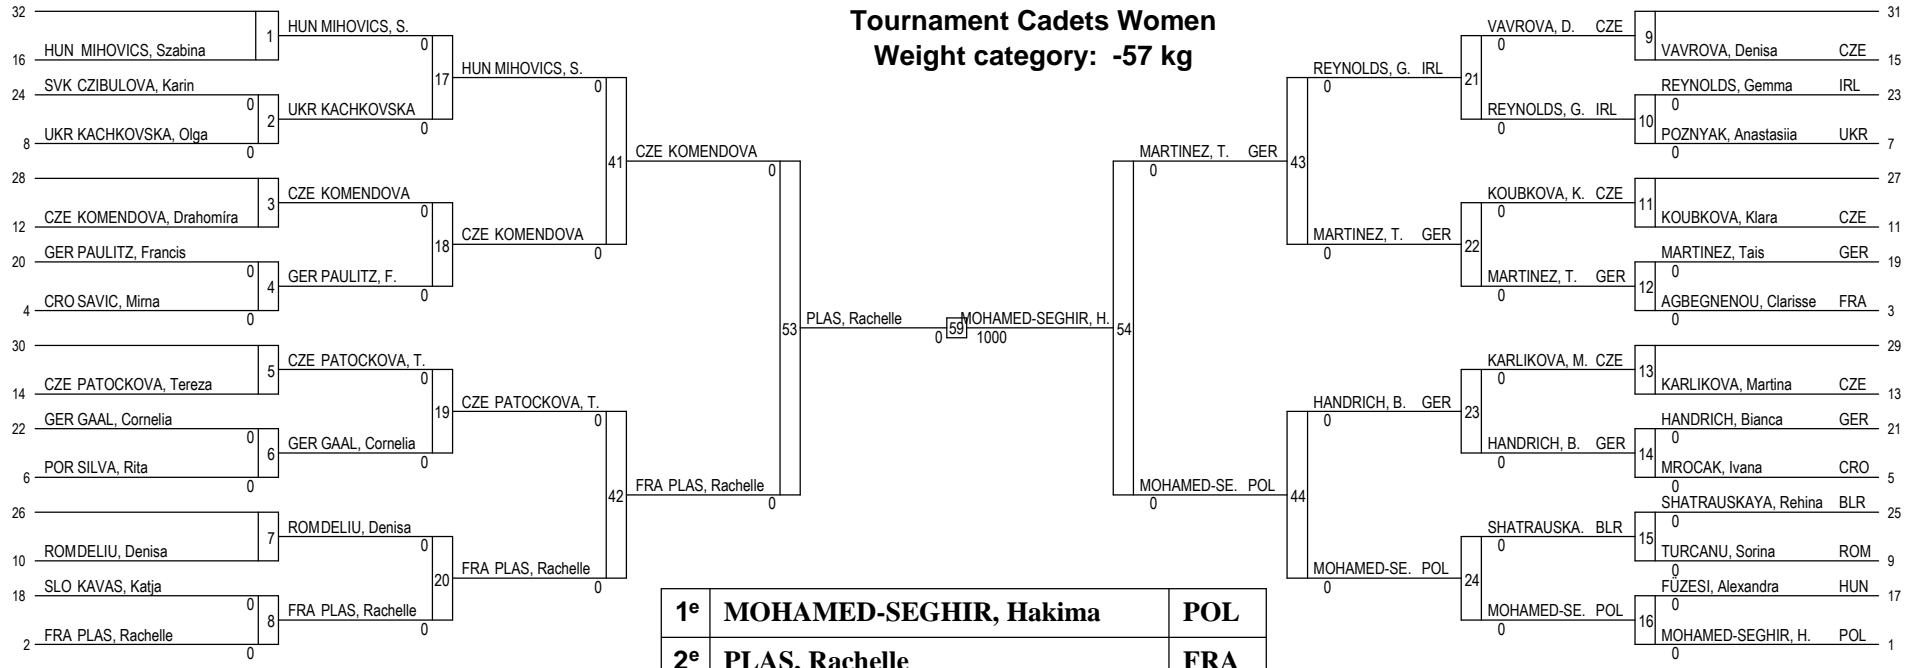 Tournament Cadets Women
Weight category: -57 kg
32
1
HUN MIHOVICS, S.
0
HUN MIHOVICS, Szabina
16
17
HUN MIHOVICS, S.
0
SVK CZIBULOVA, Karin
24
0
2
UKR KACHKOVSKA
0
UKR KACHKOVSKA, Olga
8
0
41
CZE KOMENDOVA
0
28
3
CZE KOMENDOVA
0
CZE KOMENDOVA, Drahomíra
12
18
CZE KOMENDOVA
0
GER PAULITZ, Francis
20
0
4
GER PAULITZ, F.
0
CRO SAVIC, Mirna
4
0
53
PLAS, Rachelle
0
59
MOHAMED-SEGHIR, H.
1000
54
30
5
CZE PATOCKOVA, T.
0
CZE PATOCKOVA, Tereza
14
19
CZE PATOCKOVA, T.
0
GER GAAL, Cornelia
22
0
6
GER GAAL, Cornelia
0
POR SILVA, Rita
6
0
42
FRA PLAS, Rachelle
0
26
7
ROMDELIU, Denisa
0
ROMDELIU, Denisa
10
20
FRA PLAS, Rachelle
0
SLO KAVAS, Katja
18
0
8
FRA PLAS, Rachelle
0
FRA PLAS, Rachelle
2
0
31
VAVROVA, D. CZE
0
9
VAVROVA, Denisa CZE
15
REYNOLDS, G. IRL
0
21
REYNOLDS, Gemma IRL
23
0
REYNOLDS, G. IRL
0
10
POZNYAK, Anastasiia UKR
7
0
MARTINEZ, T. GER
0
43
27
KOUBKOVA, K. CZE
0
11
KOUBKOVA, Klara CZE
11
MARTINEZ, T. GER
0
22
MARTINEZ, Tais GER
19
0
MARTINEZ, T. GER
0
12
AGBEGNENOU, Clarisse FRA
3
0
29
KARLIKOVA, M. CZE
0
13
KARLIKOVA, Martina CZE
13
HANDRICH, B. GER
0
23
HANDRICH, Bianca GER
21
0
HANDRICH, B. GER
0
14
MROCAK, Ivana CRO
5
0
MOHAMED-SE. POL
0
44
SHATRAUSKAYA, Rehina BLR
25
0
SHATRAUSKA. BLR
0
15
TURCANU, Sorina ROM
9
0
MOHAMED-SE. POL
0
24
FÜZESI, Alexandra HUN
17
0
MOHAMED-SE. POL
0
16
MOHAMED-SEGHIR, H. POL
1
0
1e MOHAMED-SEGHIR, Hakima POL
2e PLAS, Rachelle FRA